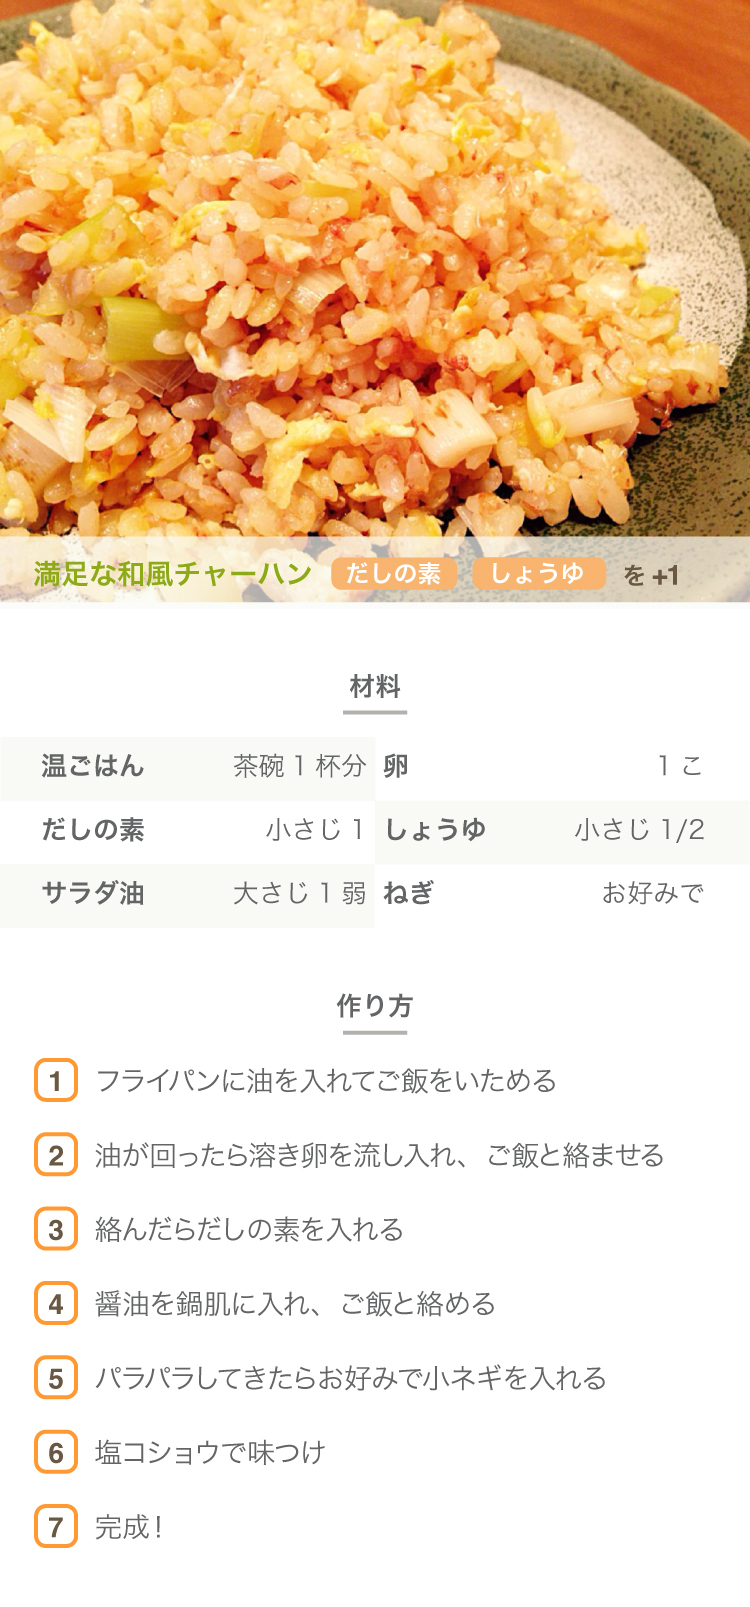 満足な和風チャーハン だしの素 しょうゆ を +1
材料
温ごはん 茶碗 1 杯分 卵 1 こ
だしの素 小さじ 1 しょうゆ 小さじ 1/2
サラダ油 大さじ 1 弱 ねぎ お好みで
作り方
1 フライパンに油を入れてご飯をいためる
2 油が回ったら溶き卵を流し入れ、ご飯と絡ませる
3 絡んだらだしの素を入れる
4 醤油を鍋肌に入れ、ご飯と絡める
5 パラパラしてきたらお好みで小ネギを入れる
6 塩コショウで味つけ
7 完成！